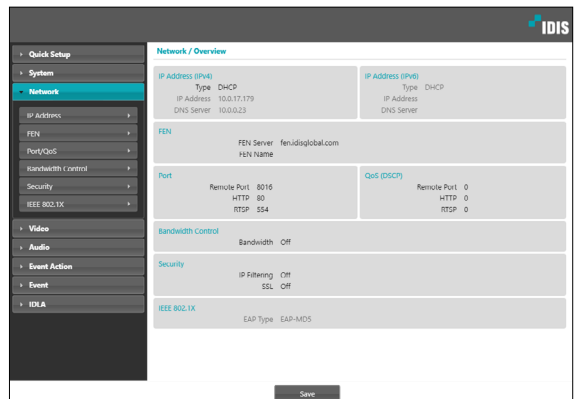 IDIS
Quick Setup
System
Network
IP Address
FEN
Port/QoS
Bandwidth Control
Security
IEEE 802.1X
Video
Audio
Event Action
Event
IDLA
Network / Overview
IP Address (IPv4)
Type DHCP
IP Address 10.0.17.179
DNS Server 10.0.0.23
IP Address (IPv6)
Type DHCP
IP Address
DNS Server
FEN
FEN Server fen.idisglobal.com
FEN Name
Port
Remote Port 8016
HTTP 80
RTSP 554
QoS (DSCP)
Remote Port 0
HTTP 0
RTSP 0
Bandwidth Control
Bandwidth Off
Security
IP Filtering Off
SSL Off
IEEE 802.1X
EAP Type EAP-MD5
Save